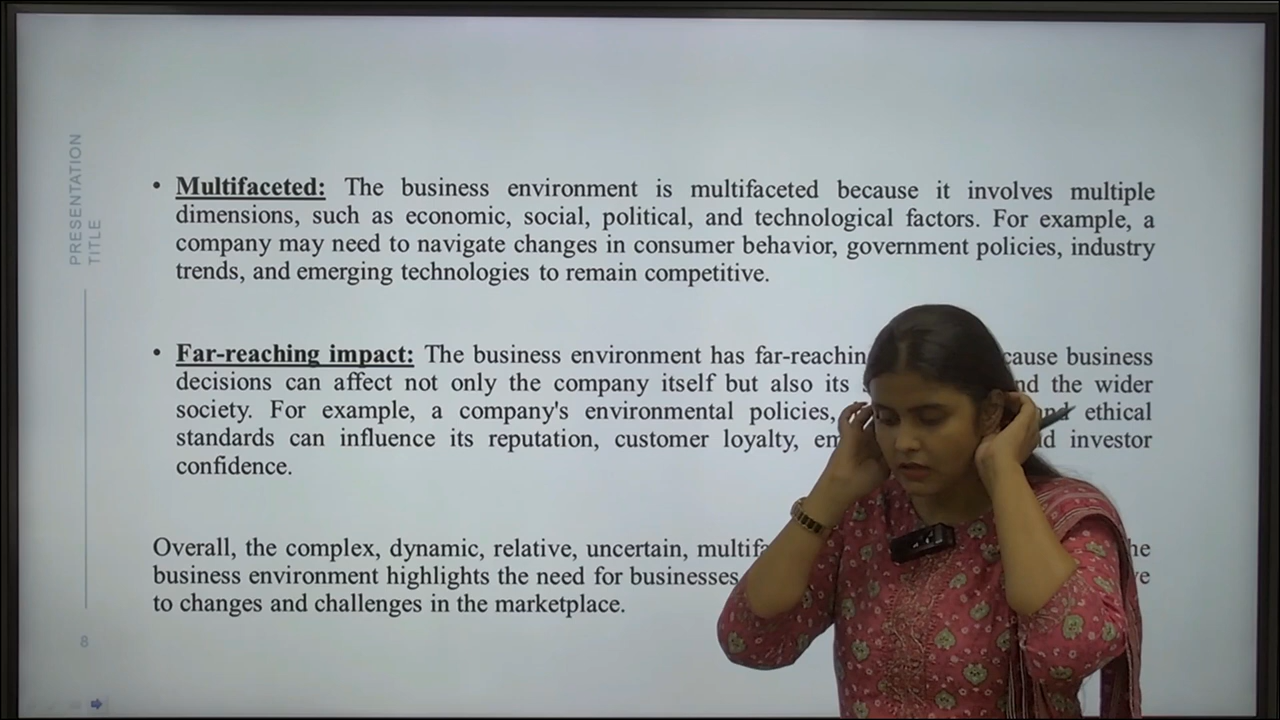 PRESENTATION
TITLE
• Multifaceted: The business environment is multifaceted because it involves multiple
dimensions, such as economic, social, political, and technological factors. For example, a
company may need to navigate changes in consumer behavior, government policies, industry
trends, and emerging technologies to remain competitive.
• Far-reaching impact: The business environment has far-reachin cause business
decisions can affect not only the company itself but also its nd the wider
society. For example, a company's environmental policies, and ethical
standards can influence its reputation, customer loyalty, em d investor
confidence.
Overall, the complex, dynamic, relative, uncertain, multifa he
business environment highlights the need for businesses ve
to changes and challenges in the marketplace.
8